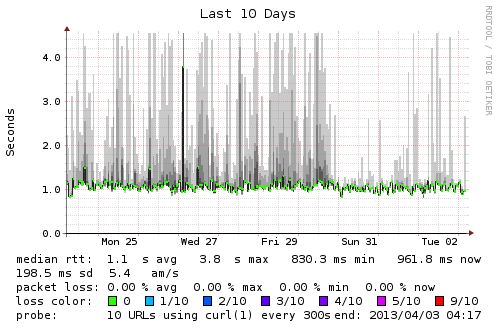 Last 10 Days
RRDTOOL / TOBI OETIKER
Seconds
4.0
3.0
2.0
1.0
0.0
Mon 25 Wed 27 Fri 29 Sun 31 Tue 02
median rtt: 1.1 s avg 3.8 s max 830.3 ms min 961.8 ms now
198.5 ms sd 5.4 am/s
packet loss: 0.00 % avg 0.00 % max 0.00 % min 0.00 % now
loss color: 0 1/10 2/10 3/10 4/10 5/10 9/10
probe: 10 URLs using curl(1) every 300s end: 2013/04/03 04:17